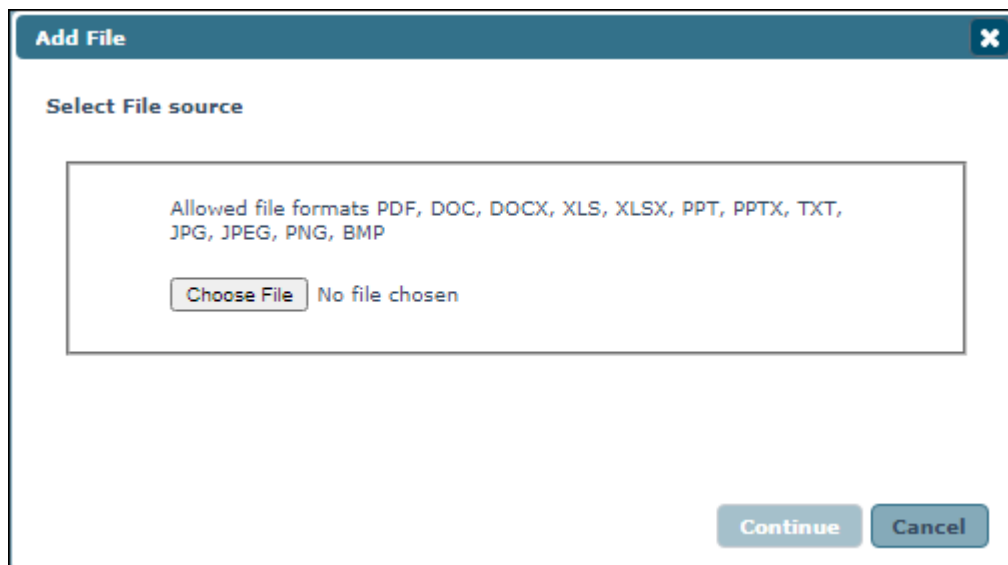 Add File
Select File source
Allowed file formats PDF, DOC, DOCX, XLS, XLSX, PPT, PPTX, TXT,
JPG, JPEG, PNG, BMP
Choose File No file chosen
Continue Cancel